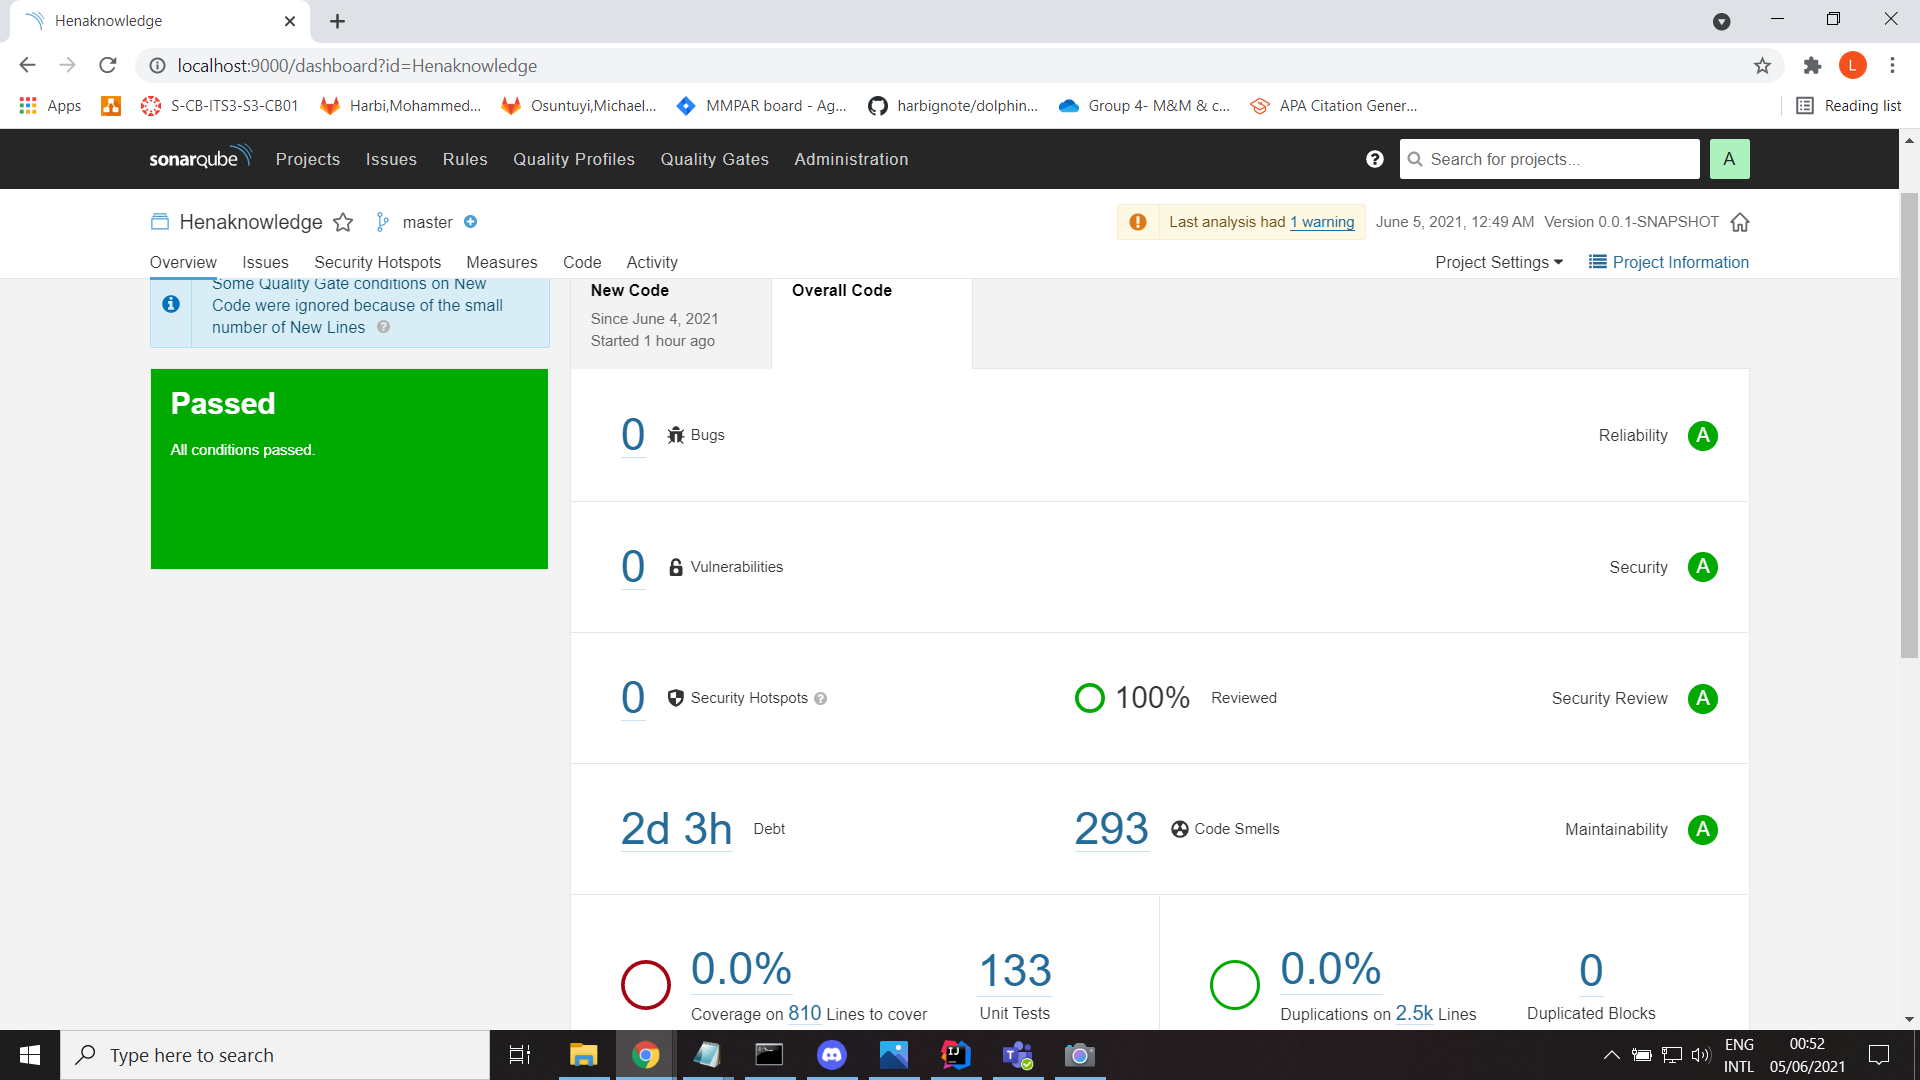 Henaknowledge
localhost:9000/dashboard?id=Henaknowledge
L
Apps
S-CB-ITS3-S3-CB01
Harbi,Mohammed...
Osuntuyi,Michael...
MMPAR board - Ag...
harbignote/dolphin...
Group 4- M&M & c...
APA Citation Gener...
Reading list
sonarqube
Projects
Issues
Rules
Quality Profiles
Quality Gates
Administration
Search for projects...
A
Henaknowledge
master
Last analysis had 1 warning
June 5, 2021, 12:49 AM
Version 0.0.1-SNAPSHOT
Overview
Issues
Security Hotspots
Measures
Code
Activity
Project Settings
Project Information
Some Quality Gate conditions on New
Code were ignored because of the small
number of New Lines
Passed
All conditions passed.
New Code
Since June 4, 2021
Started 1 hour ago
Overall Code
0 Bugs
Reliability A
0 Vulnerabilities
Security A
0 Security Hotspots
100% Reviewed
Security Review A
2d 3h Debt
293 Code Smells
Maintainability A
0.0%
Coverage on 810 Lines to cover
133
Unit Tests
0.0%
Duplications on 2.5k Lines
0
Duplicated Blocks
Type here to search
ENG
INTL
00:52
05/06/2021